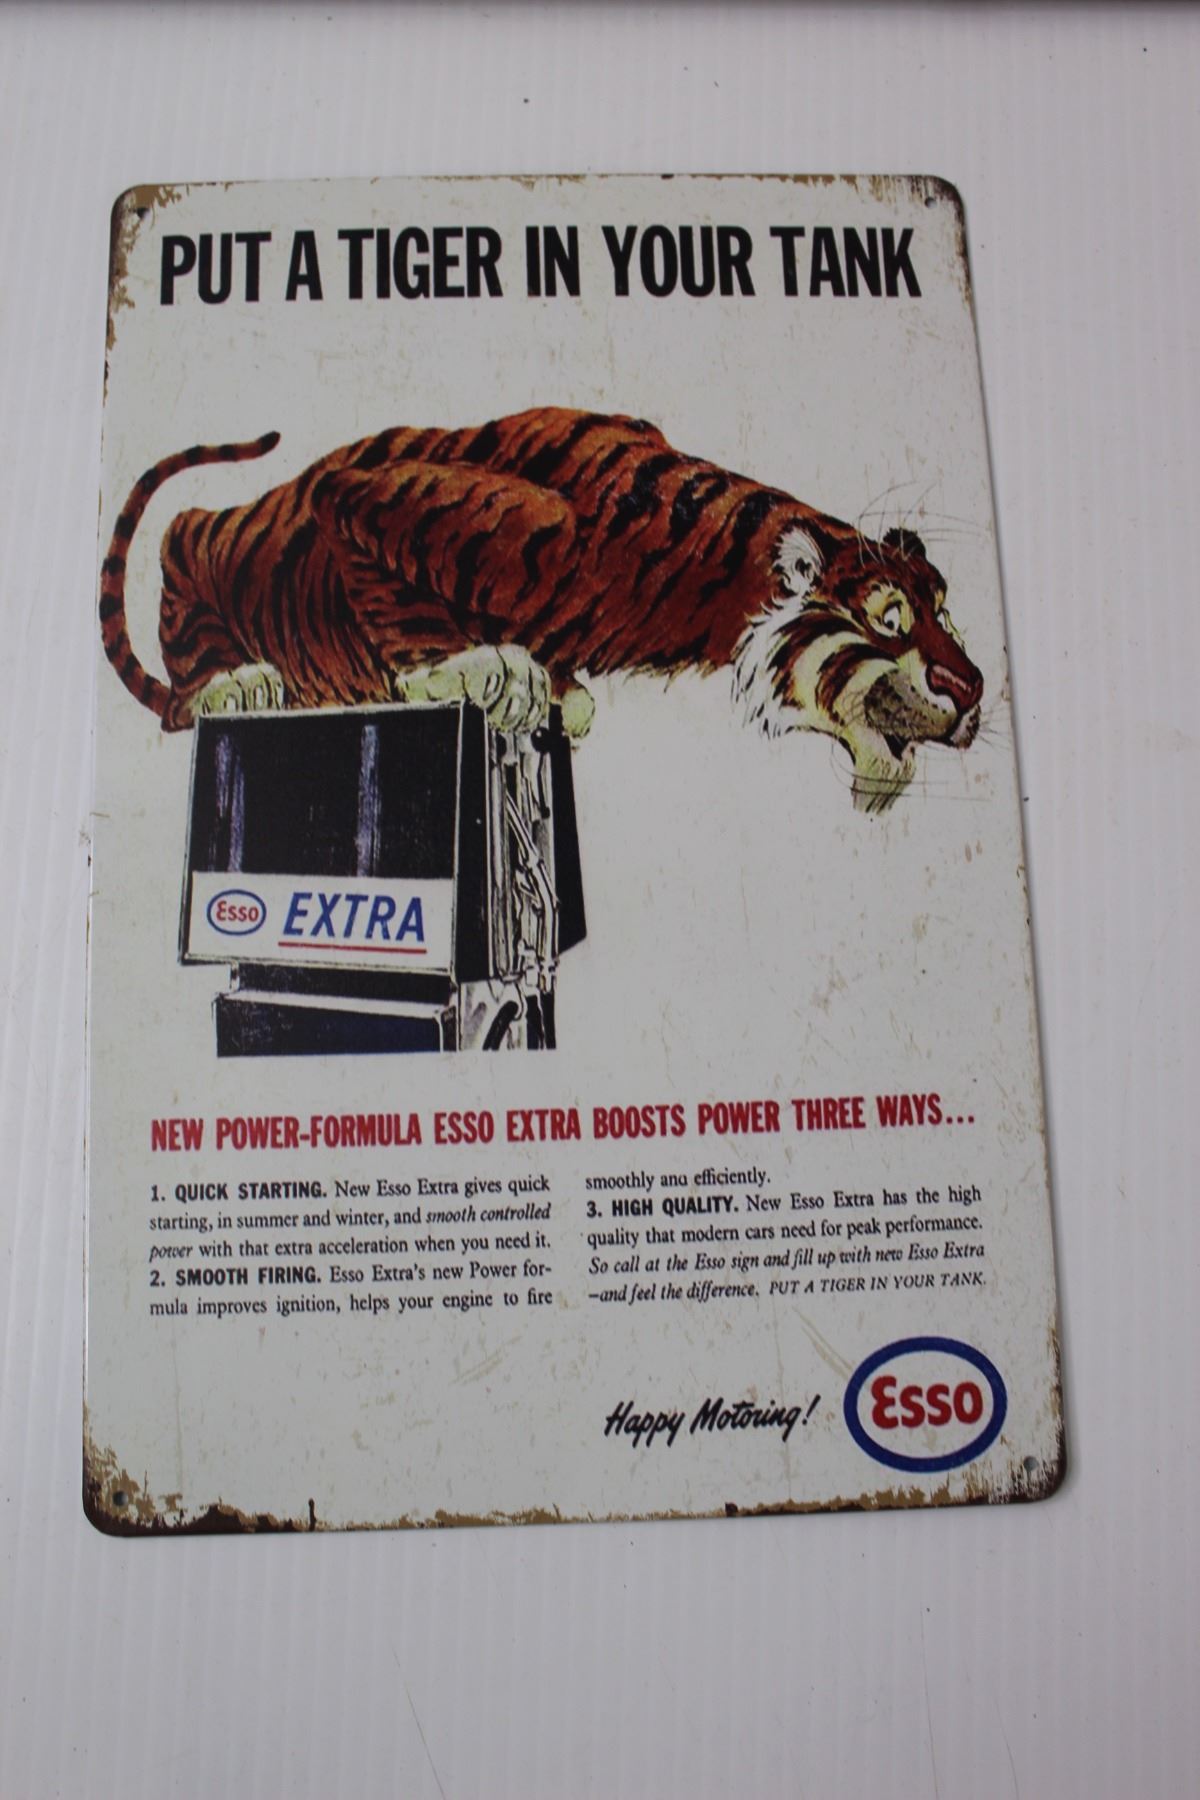 PUT A TIGER IN YOUR TANK
Esso EXTRA
NEW POWER-FORMULA ESSO EXTRA BOOSTS POWER THREE WAYS...
1. QUICK STARTING. New Esso Extra gives quick
starting, in summer and winter, and smooth controlled
power with that extra acceleration when you need it.
2. SMOOTH FIRING. Esso Extra's new Power for-
mula improves ignition, helps your engine to fire
smoothly and efficiently.
3. HIGH QUALITY. New Esso Extra has the high
quality that modern cars need for peak performance.
So call at the Esso sign and fill up with new Esso Extra
—and feel the difference. PUT A TIGER IN YOUR TANK.
Happy Motoring!
Esso